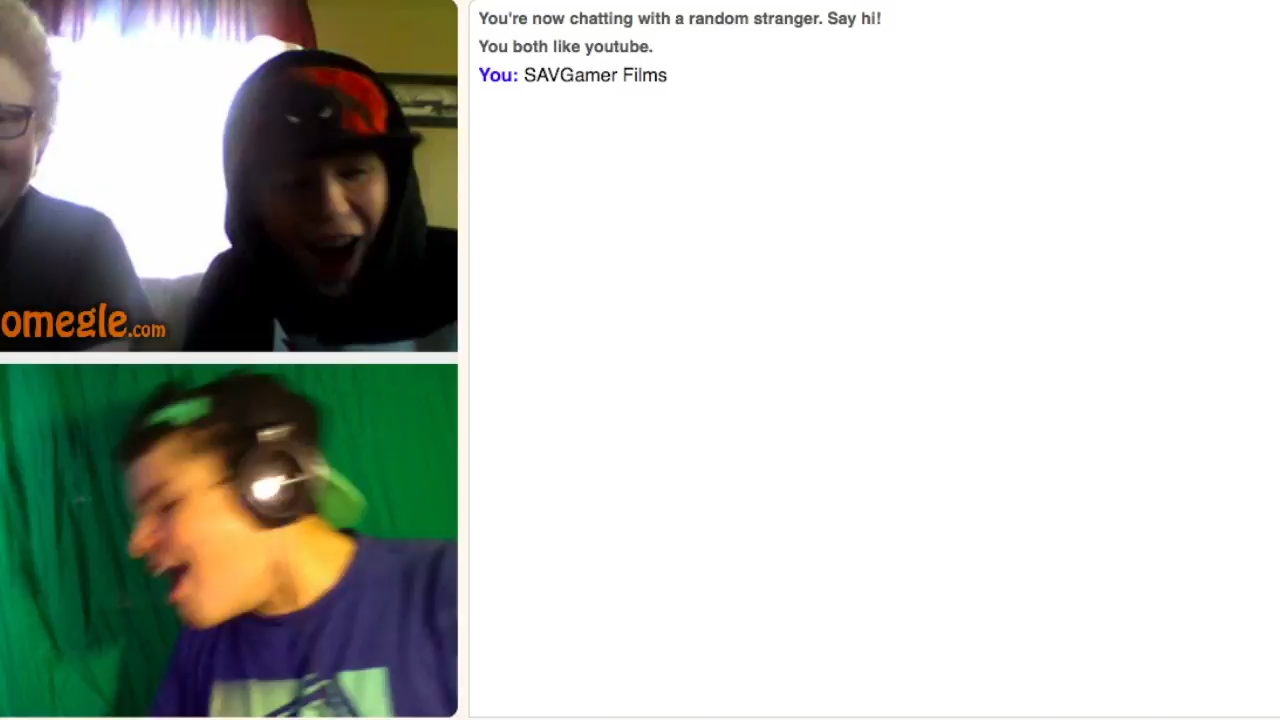 You're now chatting with a random stranger. Say hi!
You both like youtube.
You: SAVGamer Films
omegle.com